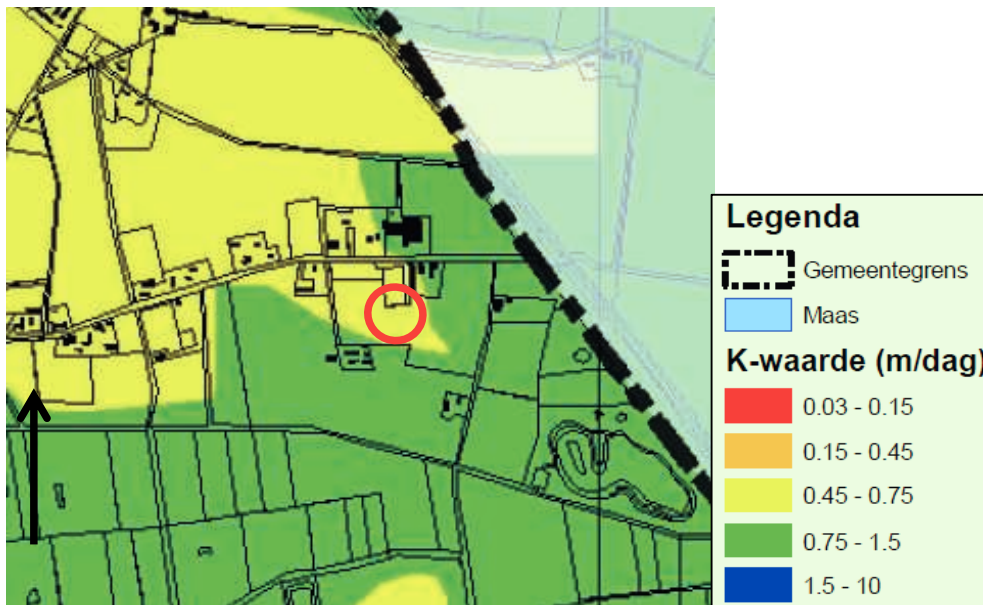 Legenda
Gemeentegrens
Maas
K-waarde (m/dag)
0.03 - 0.15
0.15 - 0.45
0.45 - 0.75
0.75 - 1.5
1.5 - 10